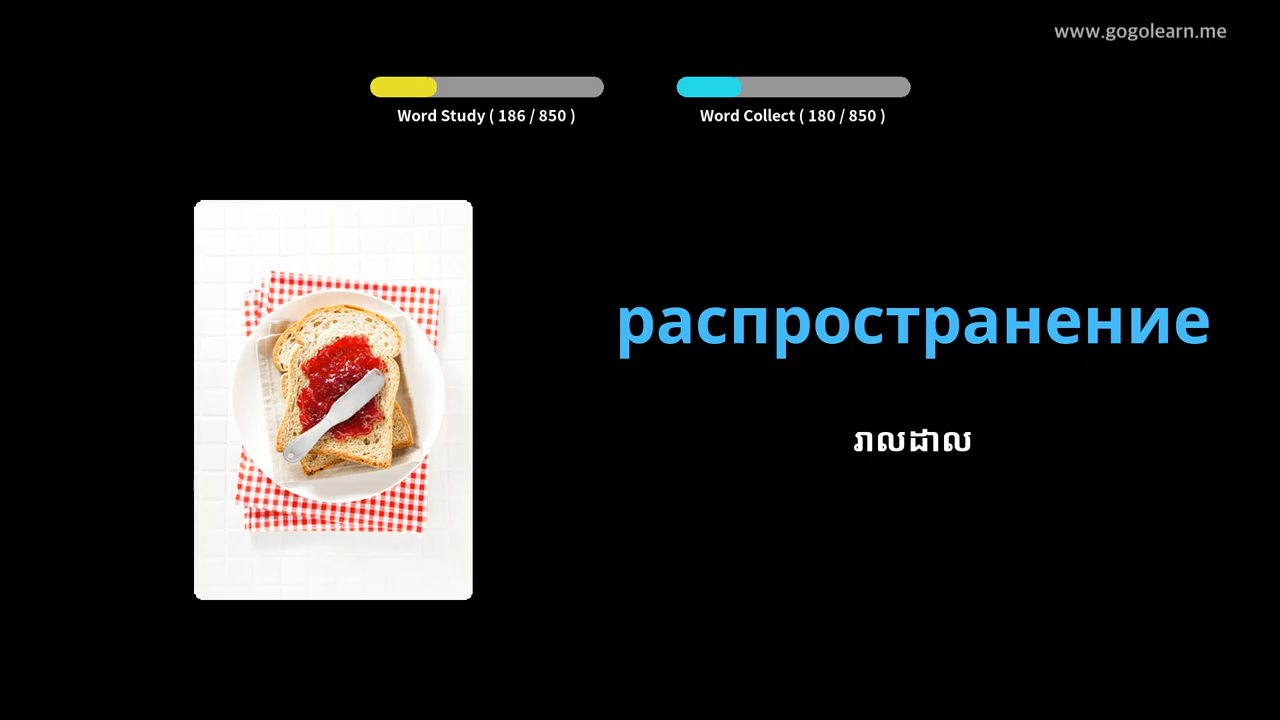 www.gogolearn.me
Word Study ( 186 / 850 )
Word Collect ( 180 / 850 )
распространение
រាលដាល